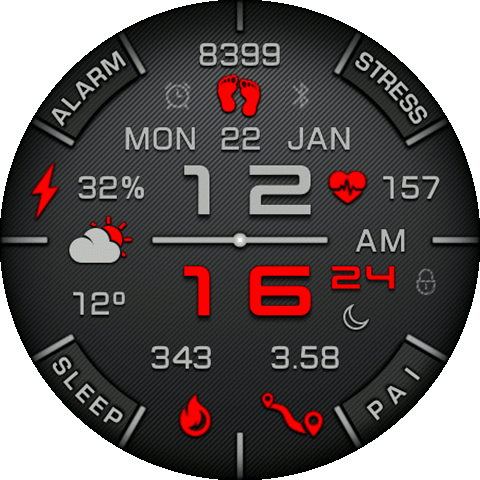 8399
ALARM
STRESS
MON 22 JAN
32%
12
157
AM
12º
16
24
343
3.58
SLEEP
PAI